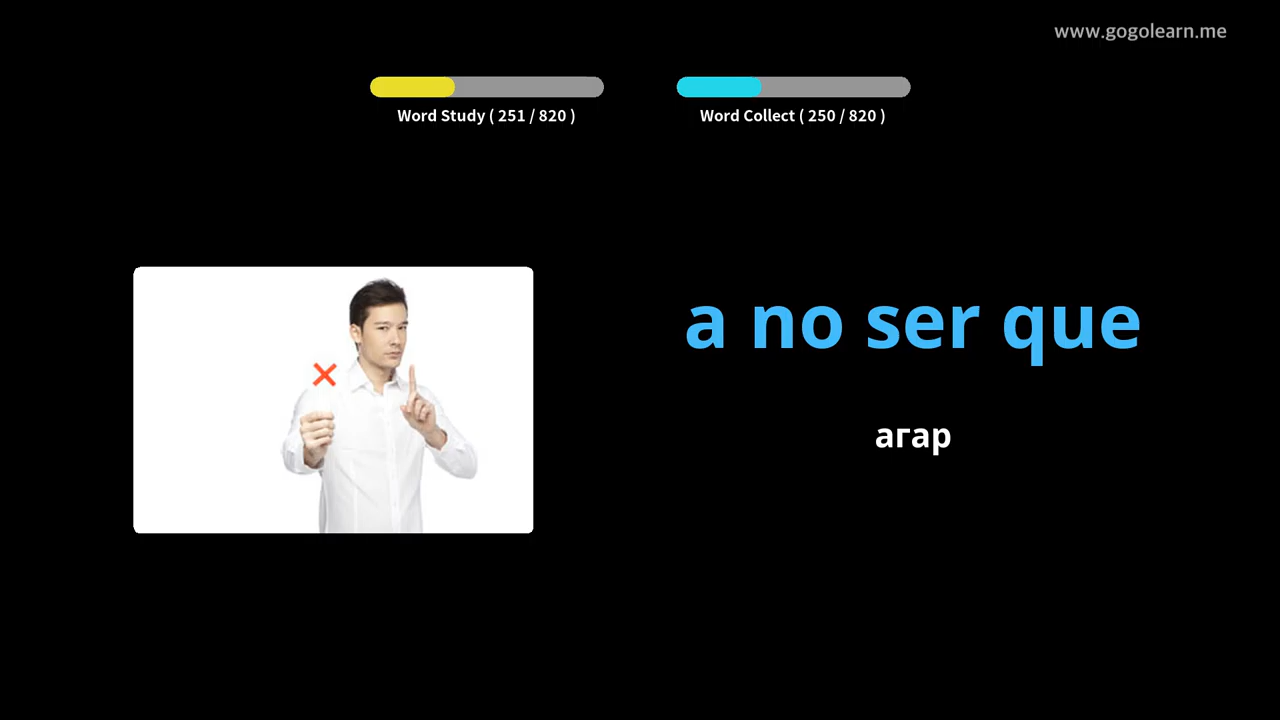 www.gogolearn.me
Word Study ( 251 / 820 )
Word Collect ( 250 / 820 )
a no ser que
агар